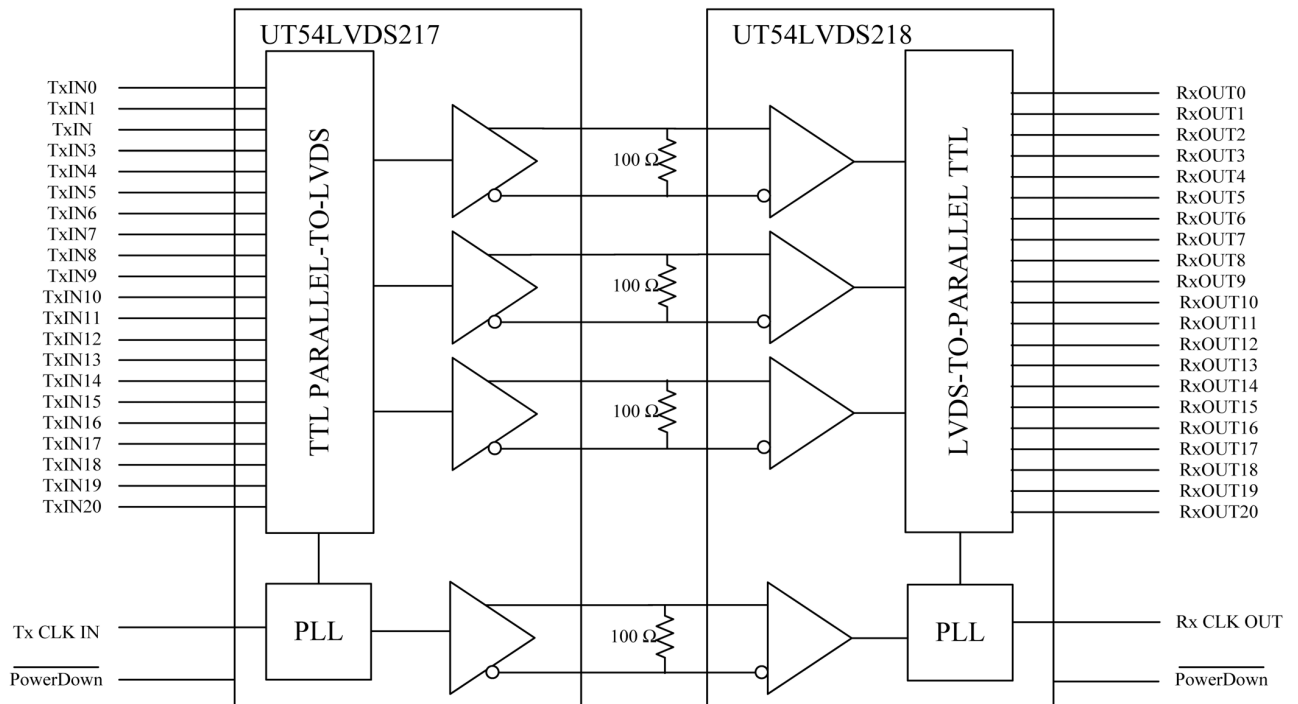 UT54LVDS217
UT54LVDS218
TxIN0
TxIN1
TxIN
TxIN3
TxIN4
TxIN5
TxIN6
TxIN7
TxIN8
TxIN9
TxIN10
TxIN11
TxIN12
TxIN13
TxIN14
TxIN15
TxIN16
TxIN17
TxIN18
TxIN19
TxIN20
TTL PARALLEL-TO-LVDS
100 Ω
100 Ω
100 Ω
LVDS-TO-PARALLEL TTL
RxOUT0
RxOUT1
RxOUT2
RxOUT3
RxOUT4
RxOUT5
RxOUT6
RxOUT7
RxOUT8
RxOUT9
RxOUT10
RxOUT11
RxOUT12
RxOUT13
RxOUT14
RxOUT15
RxOUT16
RxOUT17
RxOUT18
RxOUT19
RxOUT20
Tx CLK IN
PLL
100 Ω
PLL
Rx CLK OUT
PowerDown
PowerDown